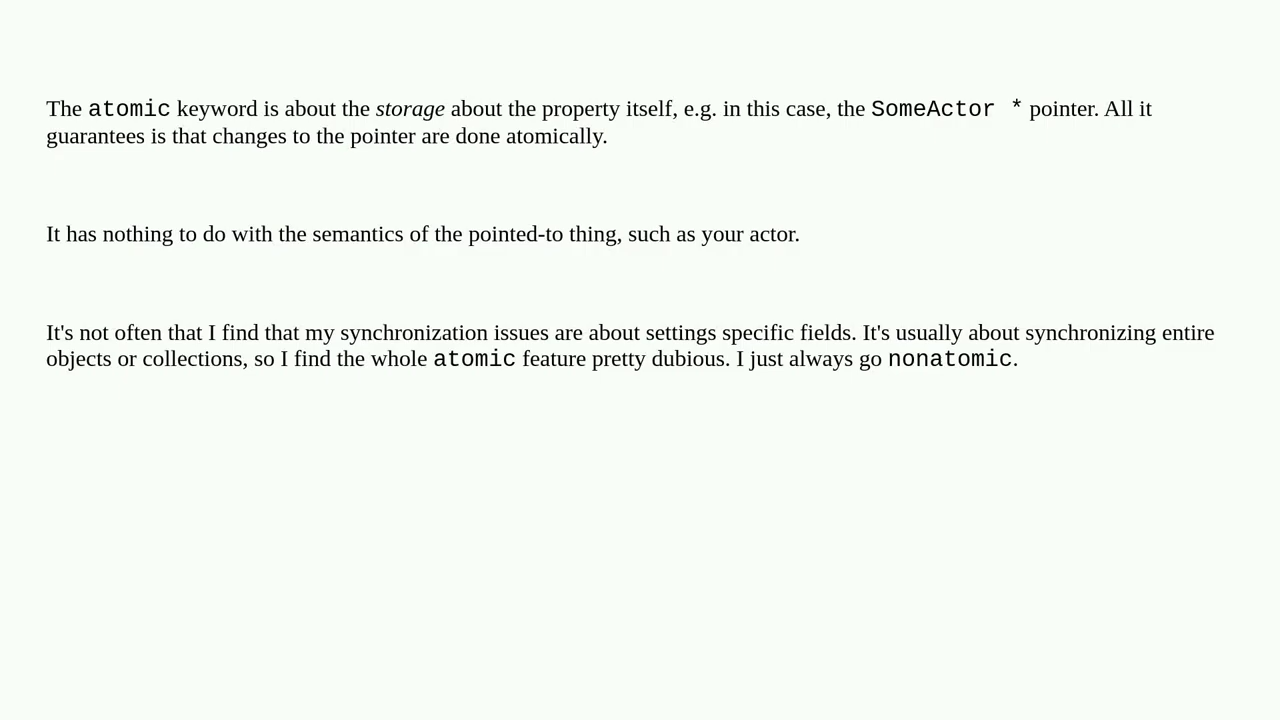 The atomic keyword is about the storage about the property itself, e.g. in this case, the SomeActor * pointer. All it
guarantees is that changes to the pointer are done atomically.
It has nothing to do with the semantics of the pointed-to thing, such as your actor.
It's not often that I find that my synchronization issues are about settings specific fields. It's usually about synchronizing entire
objects or collections, so I find the whole atomic feature pretty dubious. I just always go nonatomic.